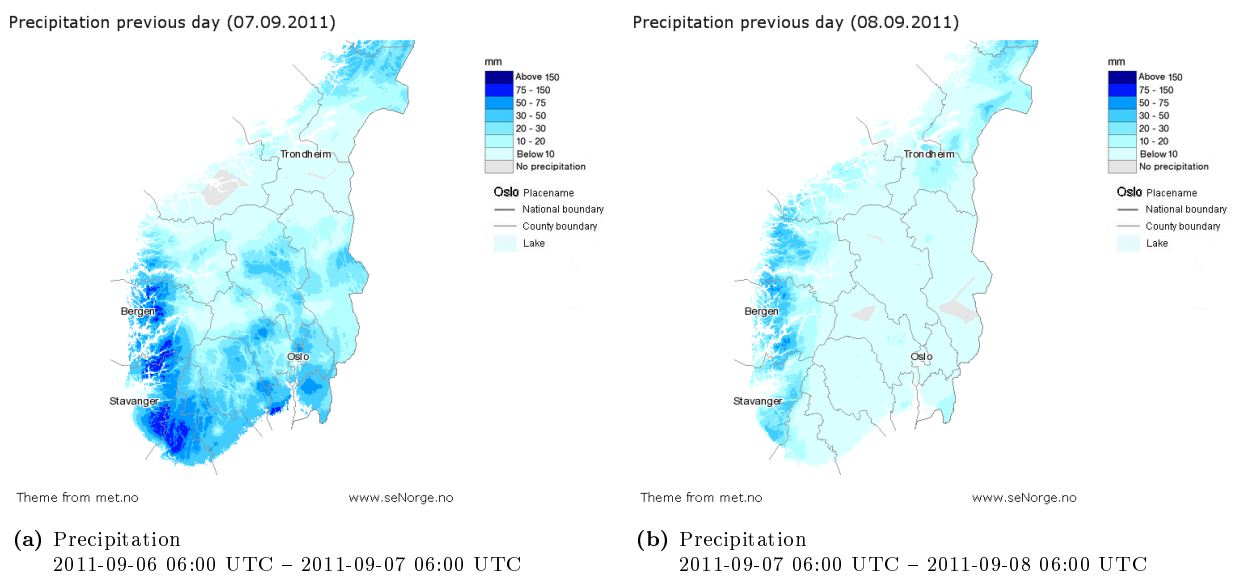 Precipitation previous day (07.09.2011)
mm
Above 150
75 - 150
50 - 75
30 - 50
20 - 30
10 - 20
Below 10
No precipitation
Oslo Placename
National boundary
County boundary
Lake
Trondheim
Bergen
Oslo
Stavanger
Theme from met.no
www.seNorge.no
(a) Precipitation
2011-09-06 06:00 UTC – 2011-09-07 06:00 UTC
Precipitation previous day (08.09.2011)
mm
Above 150
75 - 150
50 - 75
30 - 50
20 - 30
10 - 20
Below 10
No precipitation
Oslo Placename
National boundary
County boundary
Lake
Trondheim
Bergen
Oslo
Stavanger
Theme from met.no
www.seNorge.no
(b) Precipitation
2011-09-07 06:00 UTC – 2011-09-08 06:00 UTC